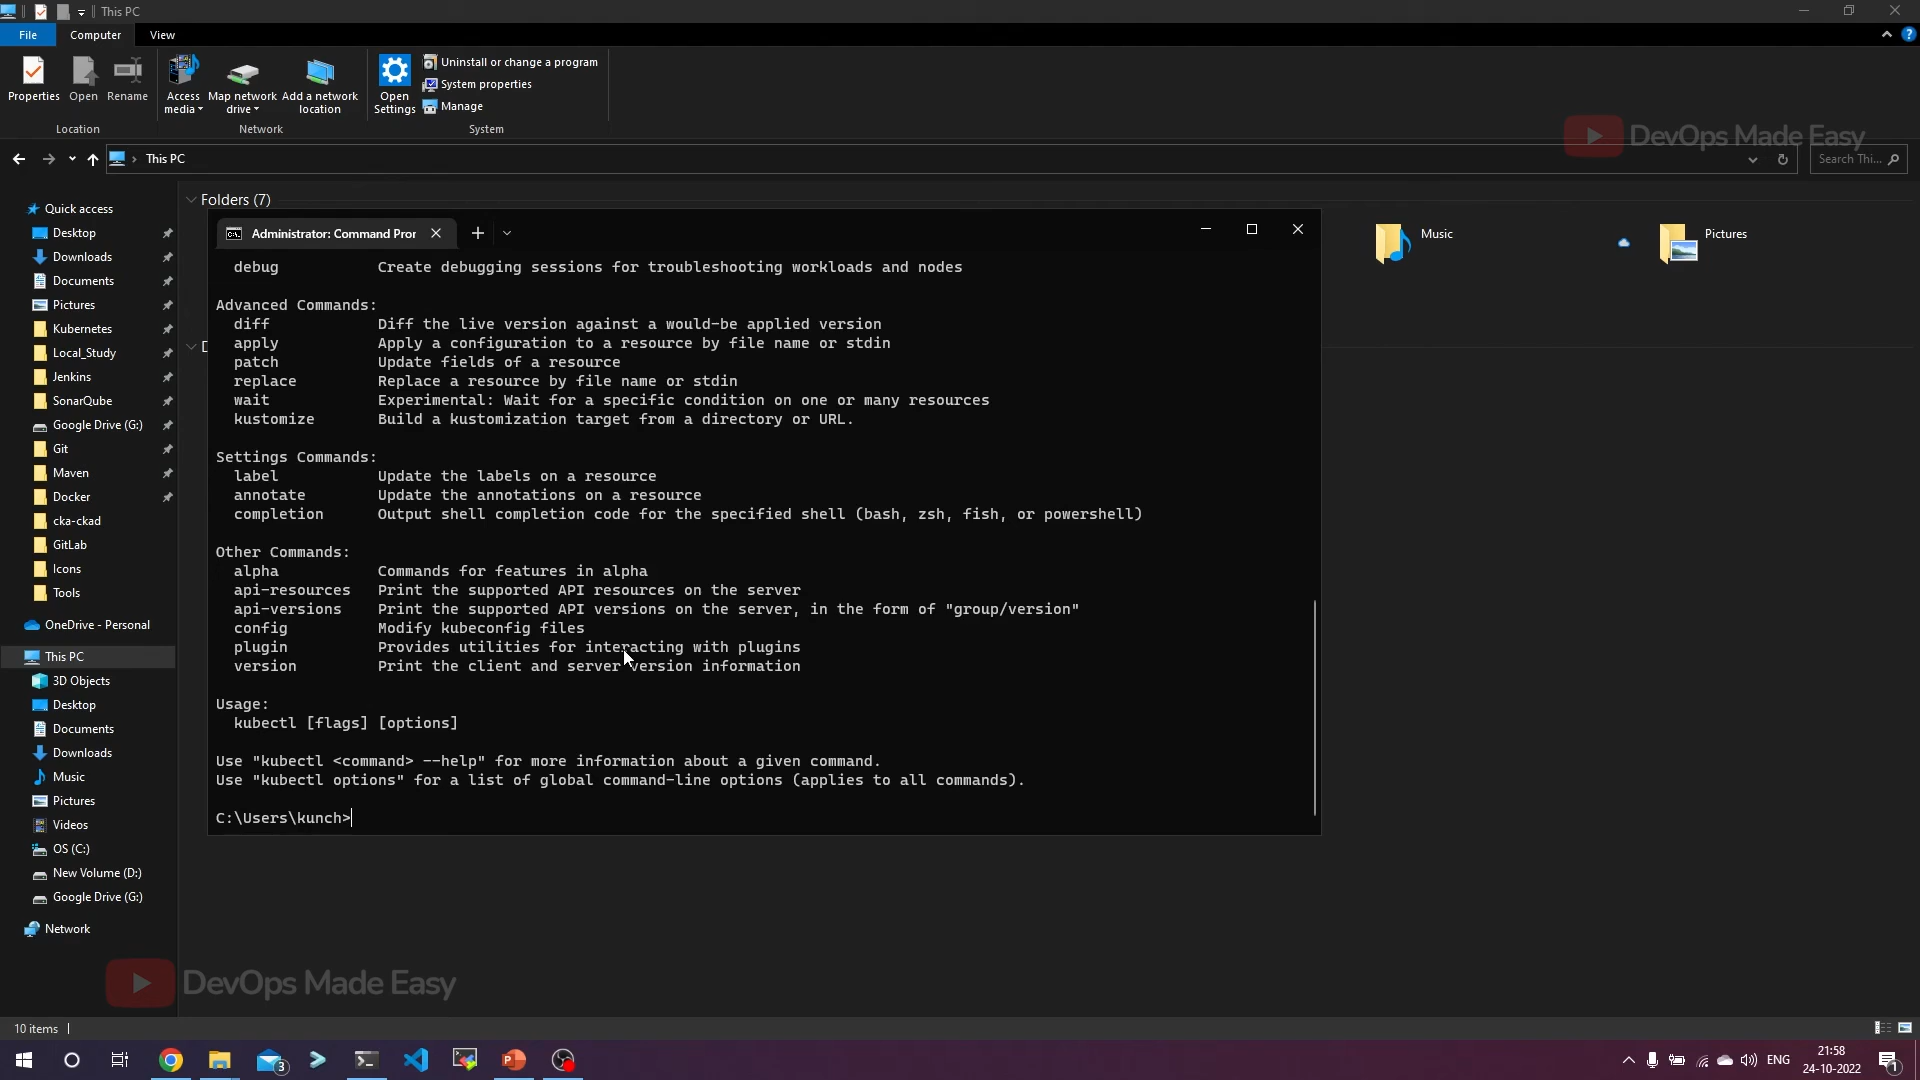 This PC
File
Computer
View
Properties
Open
Rename
Access media
Map network drive
Add a network location
Open Settings
Uninstall or change a program
System properties
Manage
Location
Network
System
DevOps Made Easy
This PC
Search Thi...
Quick access
Desktop
Downloads
Documents
Pictures
Kubernetes
Local_Study
Jenkins
SonarQube
Google Drive (G:)
Git
Maven
Docker
cka-ckad
GitLab
Icons
Tools
OneDrive - Personal
This PC
3D Objects
Desktop
Documents
Downloads
Music
Pictures
Videos
OS (C:)
New Volume (D:)
Google Drive (G:)
Network
Folders (7)
Music
Pictures
Administrator: Command Pror
debug Create debugging sessions for troubleshooting workloads and nodes
Advanced Commands:
diff Diff the live version against a would-be applied version
apply Apply a configuration to a resource by file name or stdin
patch Update fields of a resource
replace Replace a resource by file name or stdin
wait Experimental: Wait for a specific condition on one or many resources
kustomize Build a kustomization target from a directory or URL.
Settings Commands:
label Update the labels on a resource
annotate Update the annotations on a resource
completion Output shell completion code for the specified shell (bash, zsh, fish, or powershell)
Other Commands:
alpha Commands for features in alpha
api-resources Print the supported API resources on the server
api-versions Print the supported API versions on the server, in the form of "group/version"
config Modify kubeconfig files
plugin Provides utilities for interacting with plugins
version Print the client and server version information
Usage:
kubectl [flags] [options]
Use "kubectl <command> --help" for more information about a given command.
Use "kubectl options" for a list of global command-line options (applies to all commands).
C:\Users\kunch>
DevOps Made Easy
10 items
3
ENG
21:58
24-10-2022
1